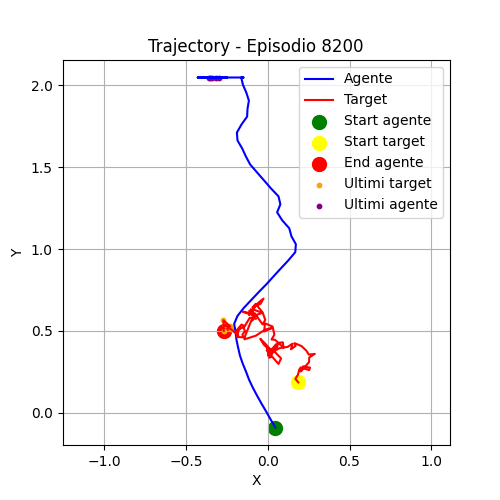 Trajectory - Episodio 8200
Agente
Target
Start agente
Start target
End agente
Ultimi target
Ultimi agente
2.0
1.5
1.0
0.5
0.0
Y
−1.0
−0.5
0.0
0.5
1.0
X